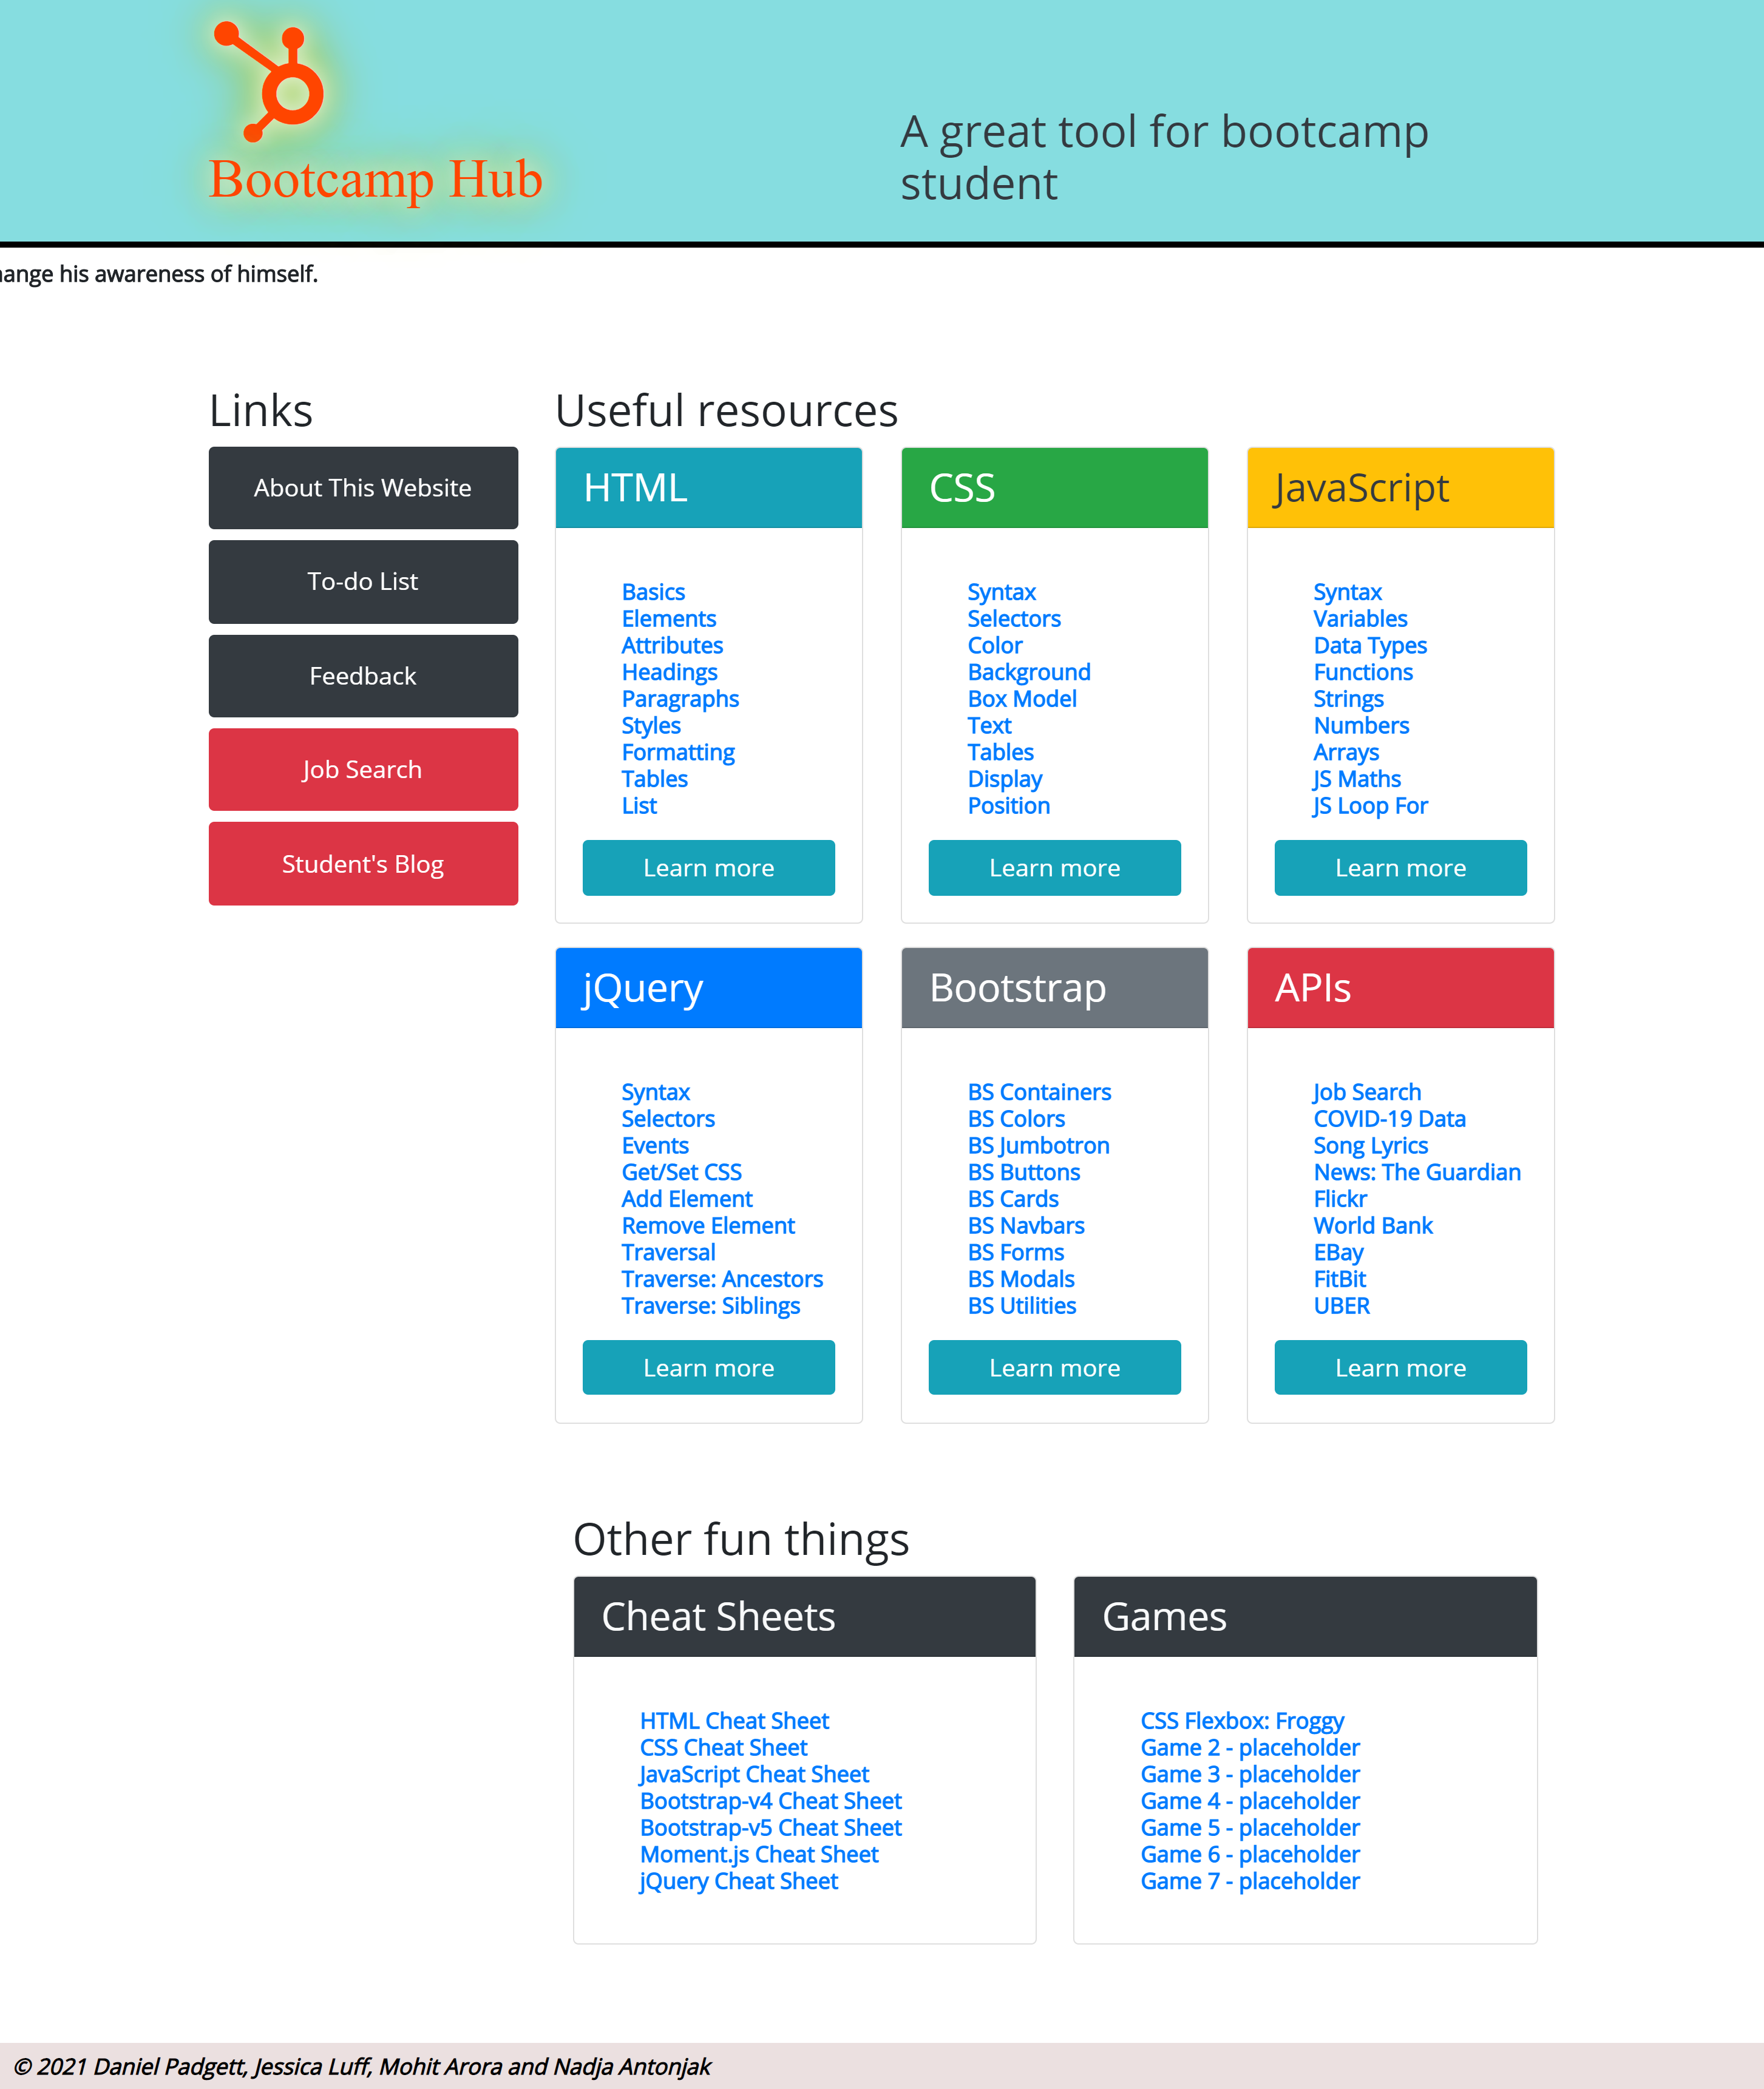 Bootcamp Hub
A great tool for bootcamp
student
his awareness of himself.
Links
About This Website
To-do List
Feedback
Job Search
Student's Blog
Useful resources
HTML
Basics
Elements
Attributes
Headings
Paragraphs
Styles
Formatting
Tables
List
Learn more
CSS
Syntax
Selectors
Color
Background
Box Model
Text
Tables
Display
Position
Learn more
JavaScript
Syntax
Variables
Data Types
Functions
Strings
Numbers
Arrays
JS Maths
JS Loop For
Learn more
jQuery
Syntax
Selectors
Events
Get/Set CSS
Add Element
Remove Element
Traversal
Traverse: Ancestors
Traverse: Siblings
Learn more
Bootstrap
BS Containers
BS Colors
BS Jumbotron
BS Buttons
BS Cards
BS Navbars
BS Forms
BS Modals
BS Utilities
Learn more
APIs
Job Search
COVID-19 Data
Song Lyrics
News: The Guardian
Flickr
World Bank
EBay
FitBit
UBER
Learn more
Other fun things
Cheat Sheets
HTML Cheat Sheet
CSS Cheat Sheet
JavaScript Cheat Sheet
Bootstrap-v4 Cheat Sheet
Bootstrap-v5 Cheat Sheet
Moment.js Cheat Sheet
jQuery Cheat Sheet
Games
CSS Flexbox: Froggy
Game 2 - placeholder
Game 3 - placeholder
Game 4 - placeholder
Game 5 - placeholder
Game 6 - placeholder
Game 7 - placeholder
© 2021 Daniel Padgett, Jessica Luff, Mohit Arora and Nadja Antonjak